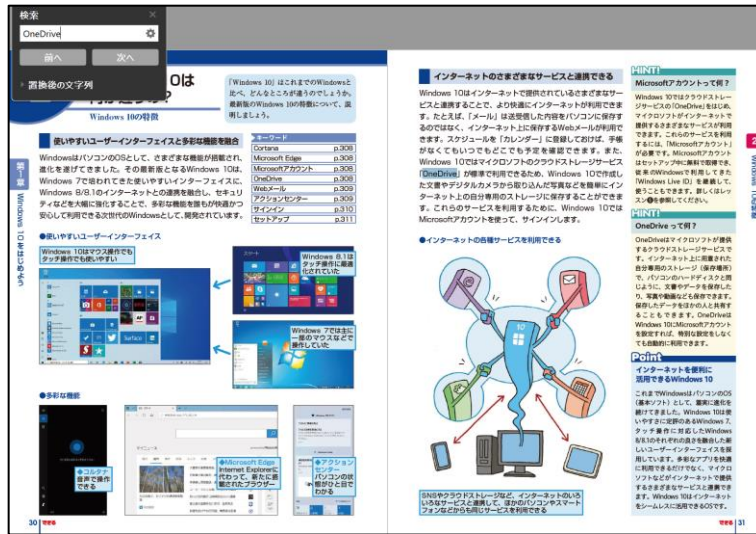 検索
OneDrive
前へ
次へ
置換後の文字列
10は
Windows 10の特徴
「Windows 10」はこれまでのWindowsと
比べ、どんなところが違うのでしょうか。
最新版のWindows 10の特徴について、説
明しましょう。
第1章
Windows 10をはじめよう
使いやすいユーザーインターフェイスと多彩な機能を融合
WindowsはパソコンのOSとして、さまざまな機能が搭載され、
進化を遂げてきました。その最新版となるWindows 10は、
Windows 7で培われてきた使いやすいインターフェイスに、
Windows 8/8.1のインターネットとの連携を融合し、セキュリ
ティなどを大幅に強化することで、多彩な機能を誰もが快適かつ
安心して利用できる次世代のWindowsとして、開発されています。
キーワード
Cortana p.308
Microsoft Edge p.308
Microsoftアカウント p.308
OneDrive p.308
Webメール p.309
アクションセンター p.309
サインイン p.310
セットアップ p.311
●使いやすいユーザーインターフェイス
Windows 10はマウス操作でも
タッチ操作でも使いやすい
Windows 8.1は
タッチ操作に最適
化されていた
スタート
Windows 7では主に
一部のマウスなどで
操作していた
●多彩な機能
◆コルタナ
音声で操作
できる
◆Microsoft Edge
Internet Explorerに
代わって、新たに搭
載されたブラウザー
◆アクション
センター
パソコンの状
態がひと目で
わかる
30 できる
インターネットのさまざまなサービスと連携できる
Windows 10はインターネットで提供されているさまざまなサー
ビスと連携することで、より快適にインターネットが利用できま
す。たとえば、「メール」は送受信した内容をパソコンに保存す
るのではなく、インターネット上に保存するWebメールが利用で
きます。スケジュールを「カレンダー」に登録しておけば、手帳
がなくてもいつでもどこでも予定を確認できます。また、
Windows 10ではマイクロソフトのクラウドストレージサービス
「OneDrive」が標準で利用できるため、Windows 10で作成し
た文書やデジタルカメラから取り込んだ写真などを簡単にインタ
ーネット上の自分専用のストレージに保存することができま
す。これらのサービスを利用するために、Windows 10では
Microsoftアカウントを使って、サインインします。
●インターネットの各種サービスを利用できる
10
SNSやクラウドストレージなど、インターネットのいろ
いろなサービスと連携して、ほかのパソコンやスマート
フォンなどからも同じサービスを利用できる
HINT!
Microsoftアカウントって何？
Windows 10ではクラウドストレー
ジサービスの「OneDrive」をはじめ、
マイクロソフトがインターネットで
提供するさまざまなサービスが利用
できます。これらのサービスを利用
するには、「Microsoftアカウント」
が必要です。Microsoftアカウント
はセットアップ中に無料で取得でき、
従来のWindowsで利用してきた
「Windows Live ID」を継続して、
使うこともできます。詳しくはレッ
スン❶を参照してください。
HINT!
OneDriveって何？
OneDriveはマイクロソフトが提供
するクラウドストレージサービスで
す。インターネット上に用意された
自分専用のストレージ（保存場所）
で、パソコンのハードディスクと同
じように、文書やデータを保存した
り、写真や動画なども保存できます。
保存したデータをほかの人と共有す
ることもできます。OneDriveは
Windows 10にMicrosoftアカウント
を設定すれば、特別な設定をしなく
ても自動的に利用できます。
Point
インターネットを便利に
活用できるWindows 10
これまでWindowsはパソコンのOS
（基本ソフト）として、着実に進化を
続けてきました。Windows 10は使
いやすさに定評のあるWindows 7、
タッチ操作に対応したWindows
8/8.1のそれぞれの良さを融合した新
しいユーザーインターフェイスを採
用しています。多彩なアプリを快適
に利用できるだけでなく、マイクロ
ソフトなどがインターネットで提供
するさまざまなサービスと連携でき
ます。Windows 10はインターネット
をシームレスに活用できるOSです。
できる 31